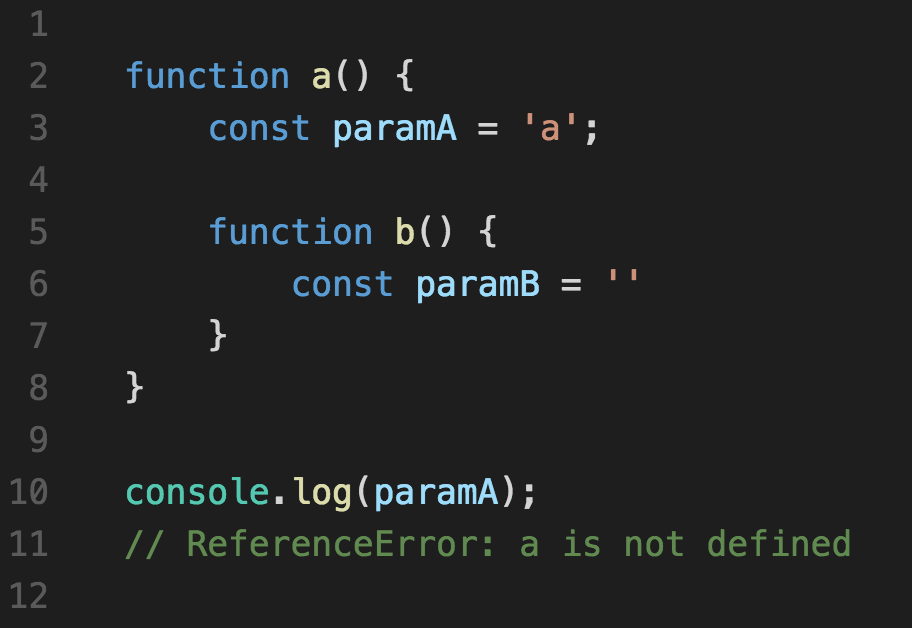 1
2 function a() {
3 const paramA = 'a';
4
5 function b() {
6 const paramB = ''
7 }
8 }
9
10 console.log(paramA);
11 // ReferenceError: a is not defined
12